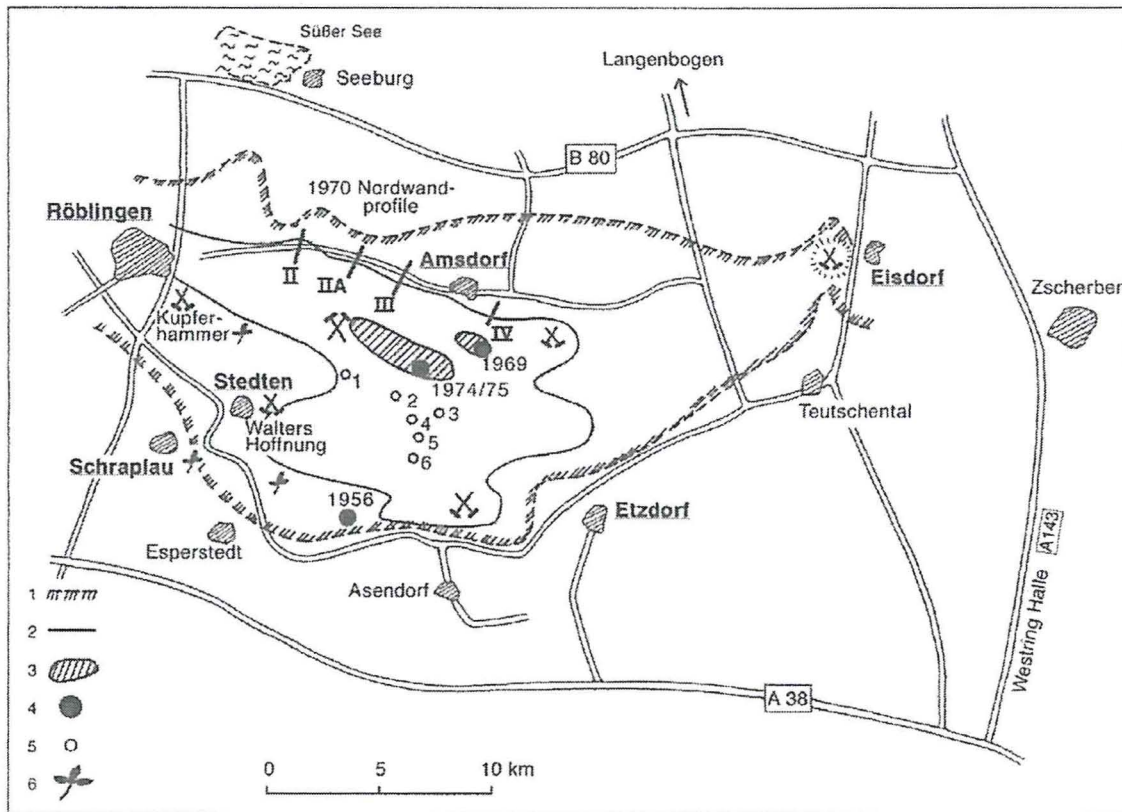 Süßer See
Seeburg
Langenbogen
B 80
1970 Nordwand-
profile
Röblingen
Amsdorf
Eisdorf
Zscherben
II
IIA
III
IV
Kupfer-
hammer
1969
1974/75
1
2
3
4
5
6
Stedten
Walters
Hoffnung
Teutschental
Schraplau
1956
Etzdorf
Esperstedt
Asendorf
Westring Halle A143
A 38
1
2
3
4
5
6
0 5 10 km